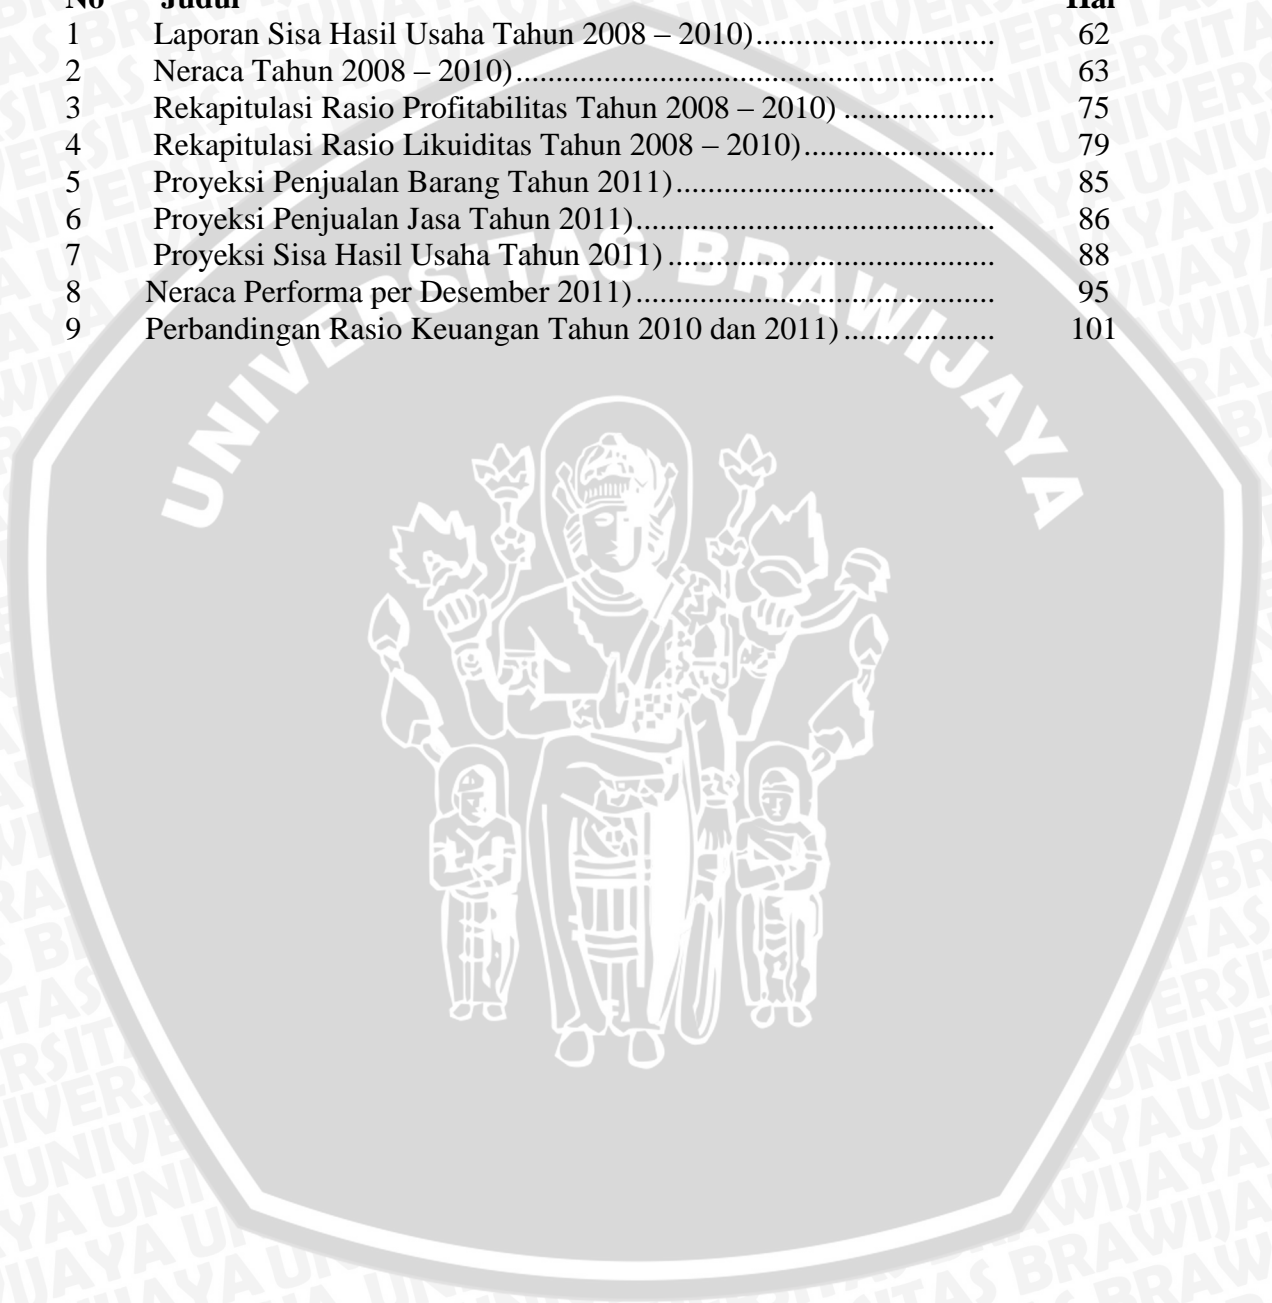 No Judul Hal
1 Laporan Sisa Hasil Usaha Tahun 2008 – 2010).............................. 62
2 Neraca Tahun 2008 – 2010)............................................................ 63
3 Rekapitulasi Rasio Profitabilitas Tahun 2008 – 2010) ................... 75
4 Rekapitulasi Rasio Likuiditas Tahun 2008 – 2010)........................ 79
5 Proyeksi Penjualan Barang Tahun 2011)........................................ 85
6 Proyeksi Penjualan Jasa Tahun 2011)............................................. 86
7 Proyeksi Sisa Hasil Usaha Tahun 2011) ......................................... 88
8 Neraca Performa per Desember 2011)............................................. 95
9 Perbandingan Rasio Keuangan Tahun 2010 dan 2011) ................... 101
UNIVERSITAS BRAWIJAYA